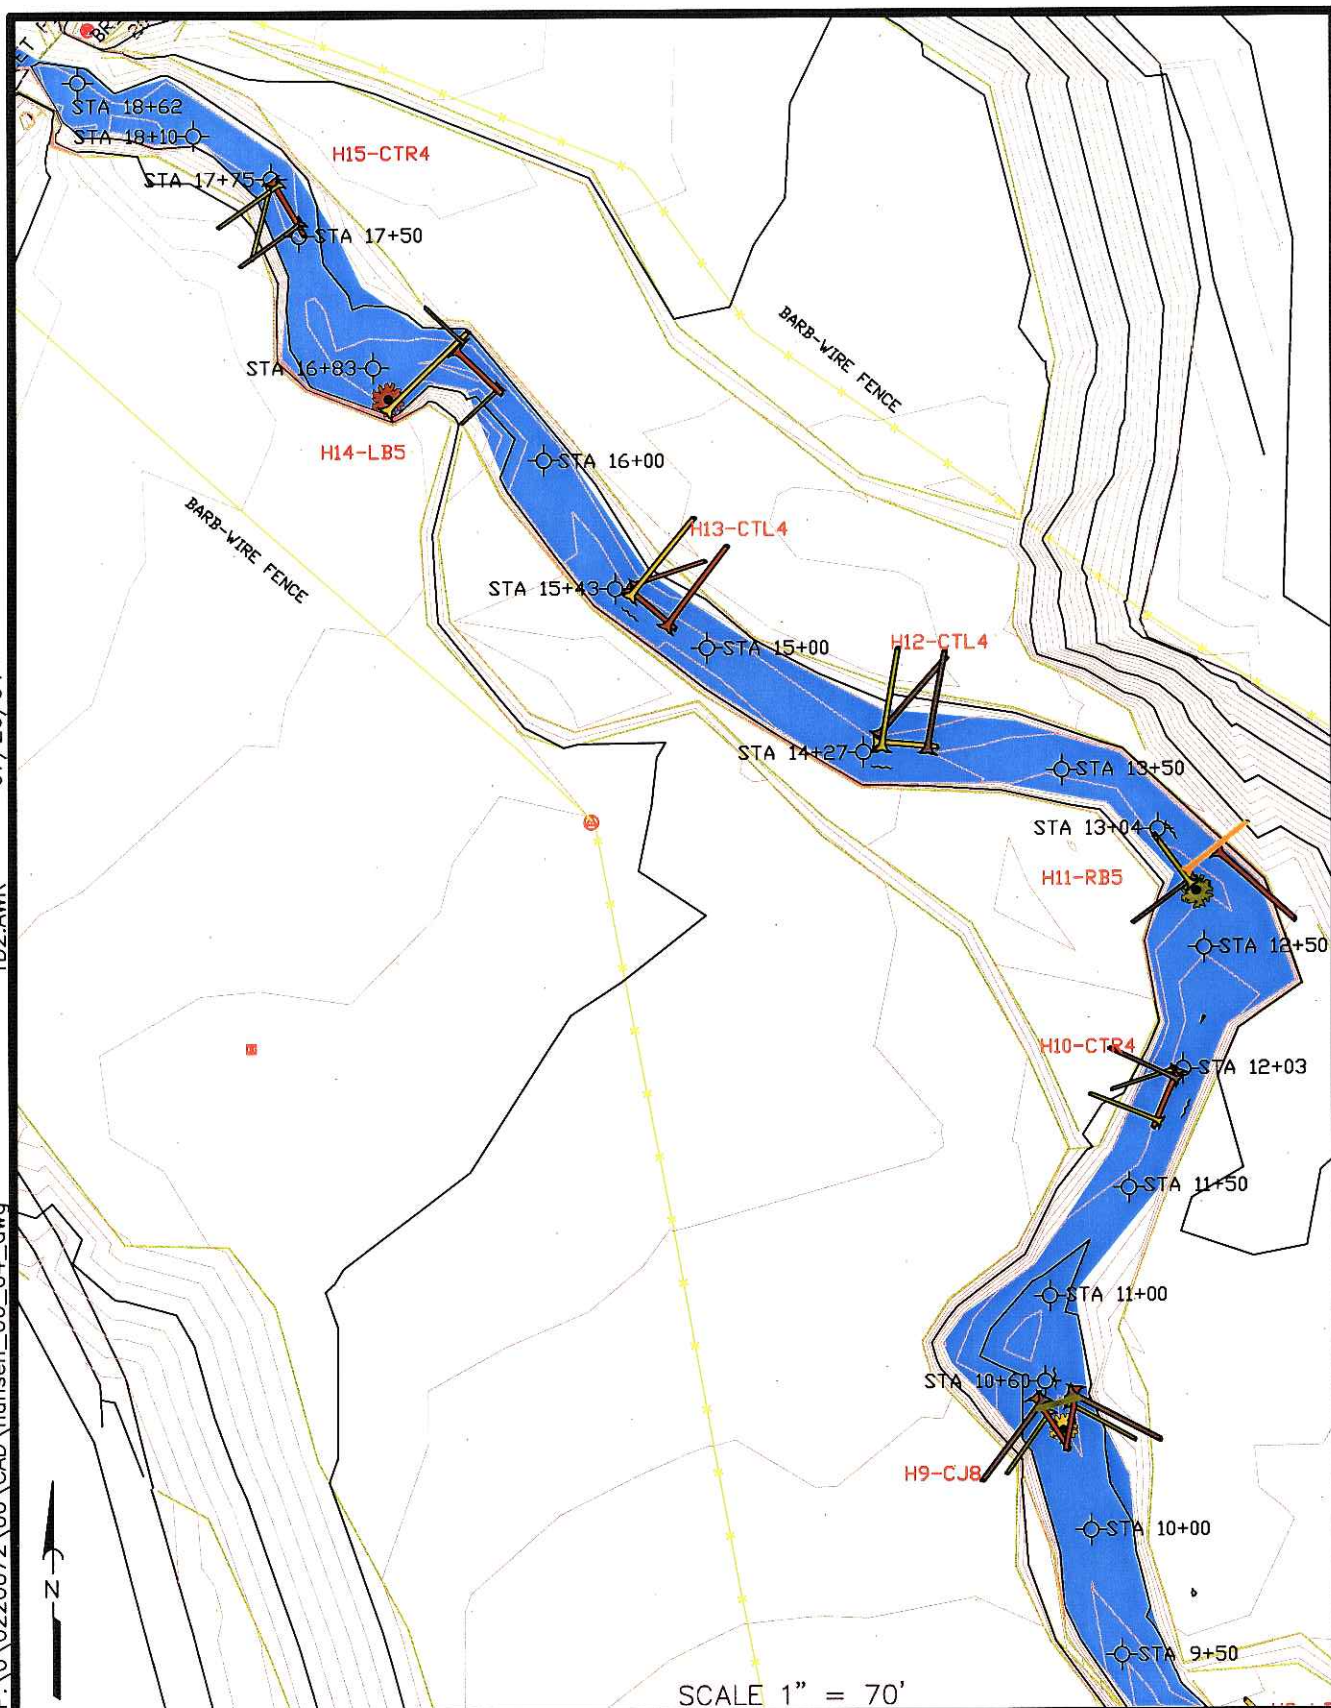 STA 18+62
STA 18+10
H15-CTR4
STA 17+75
STA 17+50
BARB-WIRE FENCE
STA 16+83
H14-LB5
STA 16+00
BARB-WIRE FENCE
H13-CTL4
STA 15+43
STA 15+00
H12-CTL4
STA 14+27
STA 13+50
STA 13+04
H11-RB5
STA 12+50
H10-CTR4
STA 12+03
STA 11+50
STA 11+00
STA 10+60
H9-CJ8
STA 10+00
N
STA 9+50
SCALE 1" = 70'